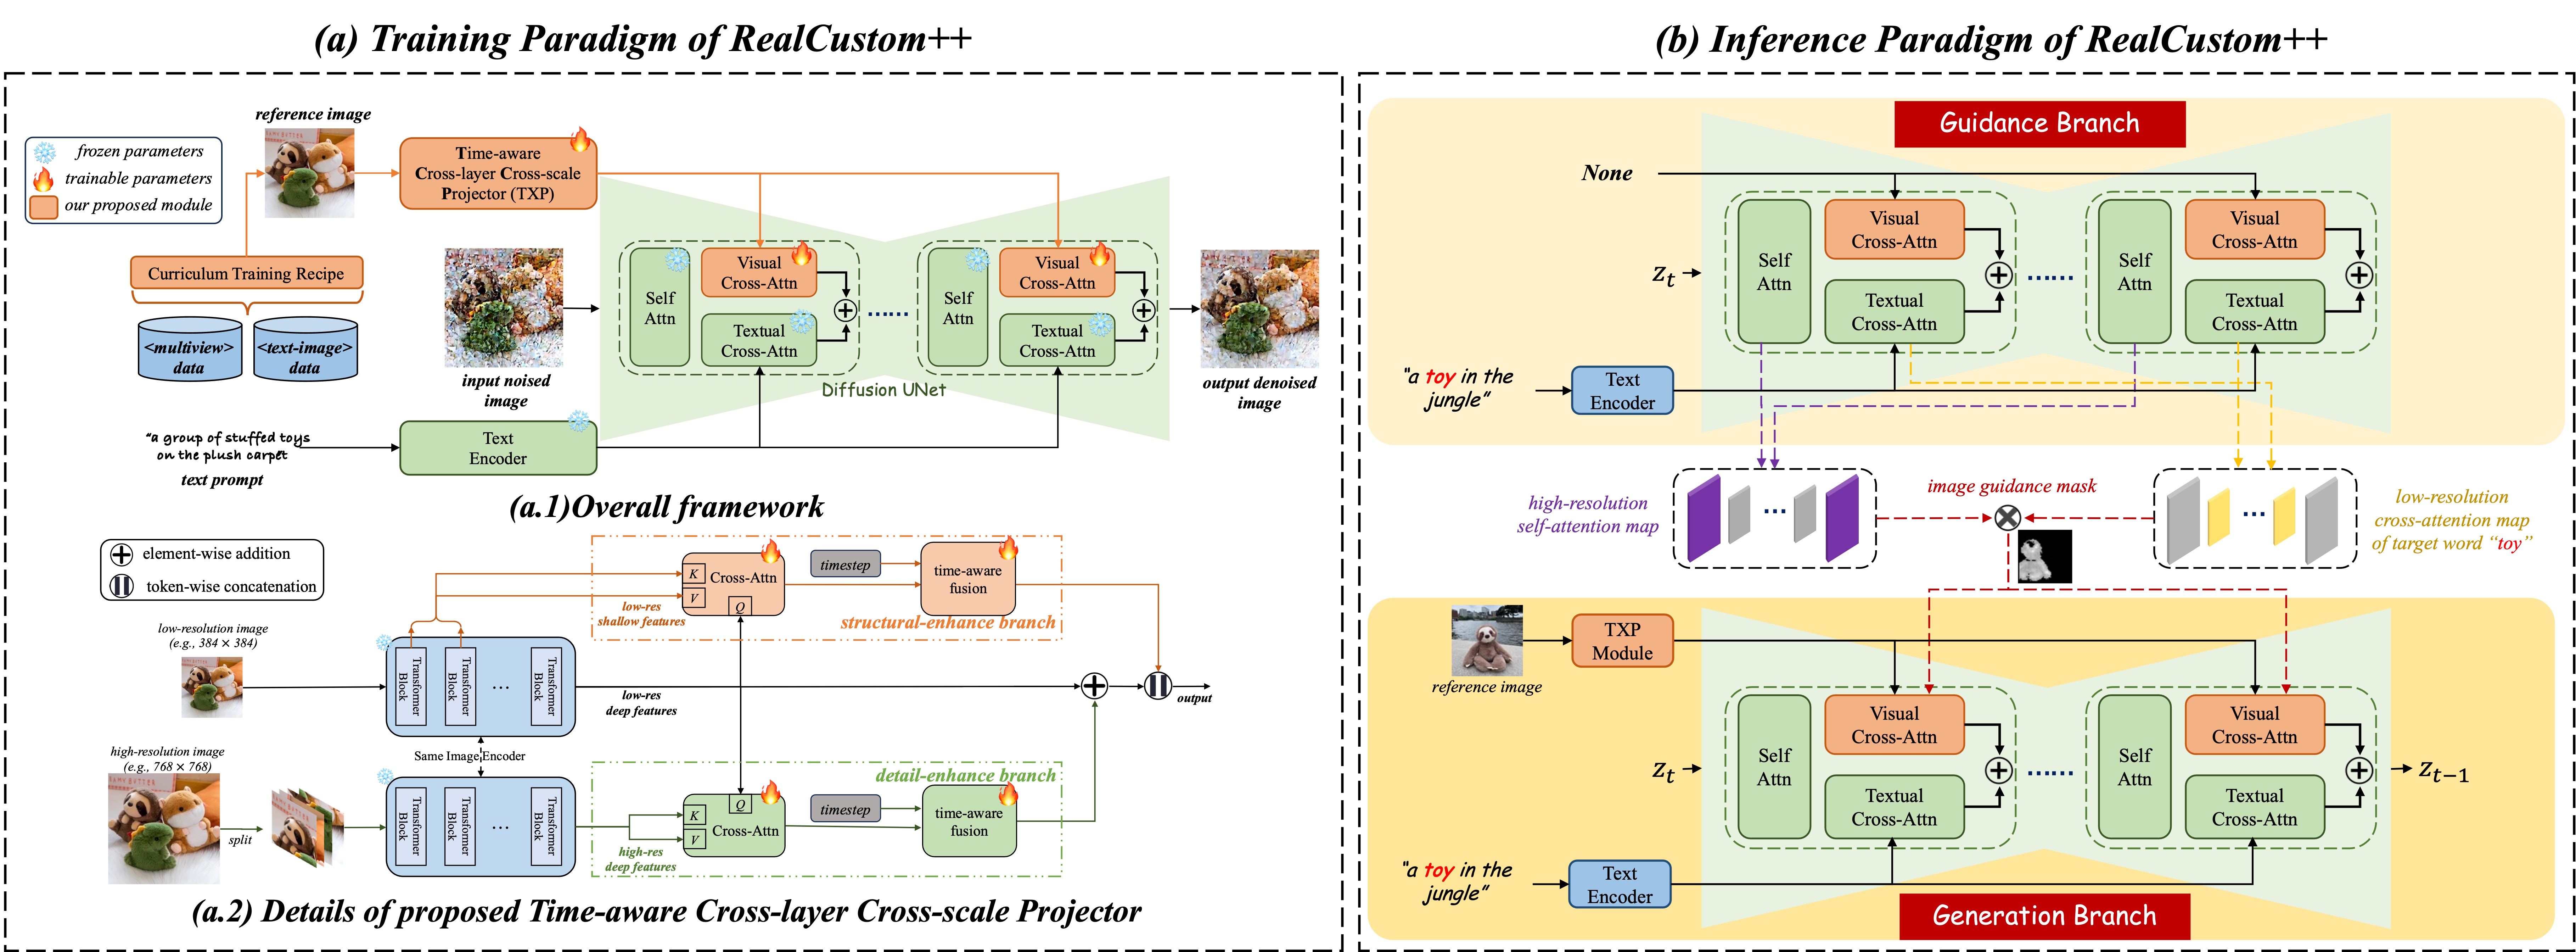 (a) Training Paradigm of RealCustom++
reference image
frozen parameters
trainable parameters
our proposed module
Time-aware
Cross-layer Cross-scale
Projector (TXP)
Curriculum Training Recipe
<multiview>
data
<text-image>
data
input noised
image
Self
Attn
Visual
Cross-Attn
Textual
Cross-Attn
......
Self
Attn
Visual
Cross-Attn
Textual
Cross-Attn
Diffusion UNet
output denoised
image
"a group of stuffed toys
on the plush carpet
text prompt
Text
Encoder
(a.1)Overall framework
element-wise addition
token-wise concatenation
low-resolution image
(e.g., 384 × 384)
Transformer
Block
Transformer
Block
...
Transformer
Block
low-res
shallow features
K
V
Q
Cross-Attn
timestep
time-aware
fusion
structural-enhance branch
low-res
deep features
output
Same Image Encoder
high-resolution image
(e.g., 768 × 768)
split
Transformer
Block
Transformer
Block
...
Transformer
Block
high-res
deep features
K
V
Q
Cross-Attn
timestep
time-aware
fusion
detail-enhance branch
(a.2) Details of proposed Time-aware Cross-layer Cross-scale Projector
(b) Inference Paradigm of RealCustom++
Guidance Branch
None
Zt
Self
Attn
Visual
Cross-Attn
Textual
Cross-Attn
......
Self
Attn
Visual
Cross-Attn
Textual
Cross-Attn
"a toy in the
jungle"
Text
Encoder
high-resolution
self-attention map
...
image guidance mask
...
low-resolution
cross-attention map
of target word "toy"
reference image
TXP
Module
Zt
Self
Attn
Visual
Cross-Attn
Textual
Cross-Attn
......
Self
Attn
Visual
Cross-Attn
Textual
Cross-Attn
Zt−1
"a toy in the
jungle"
Text
Encoder
Generation Branch